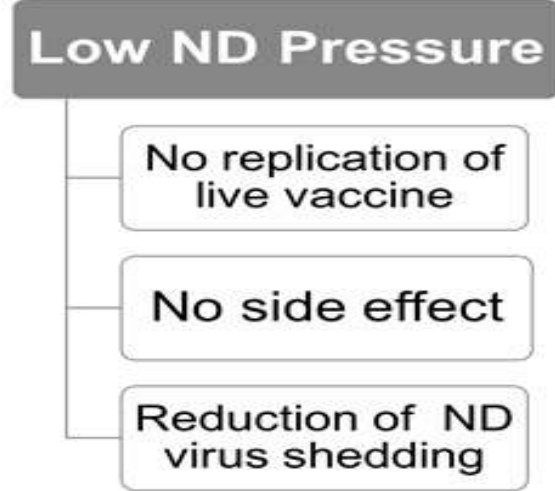 Low ND Pressure
No replication of
live vaccine
No side effect
Reduction of ND
virus shedding